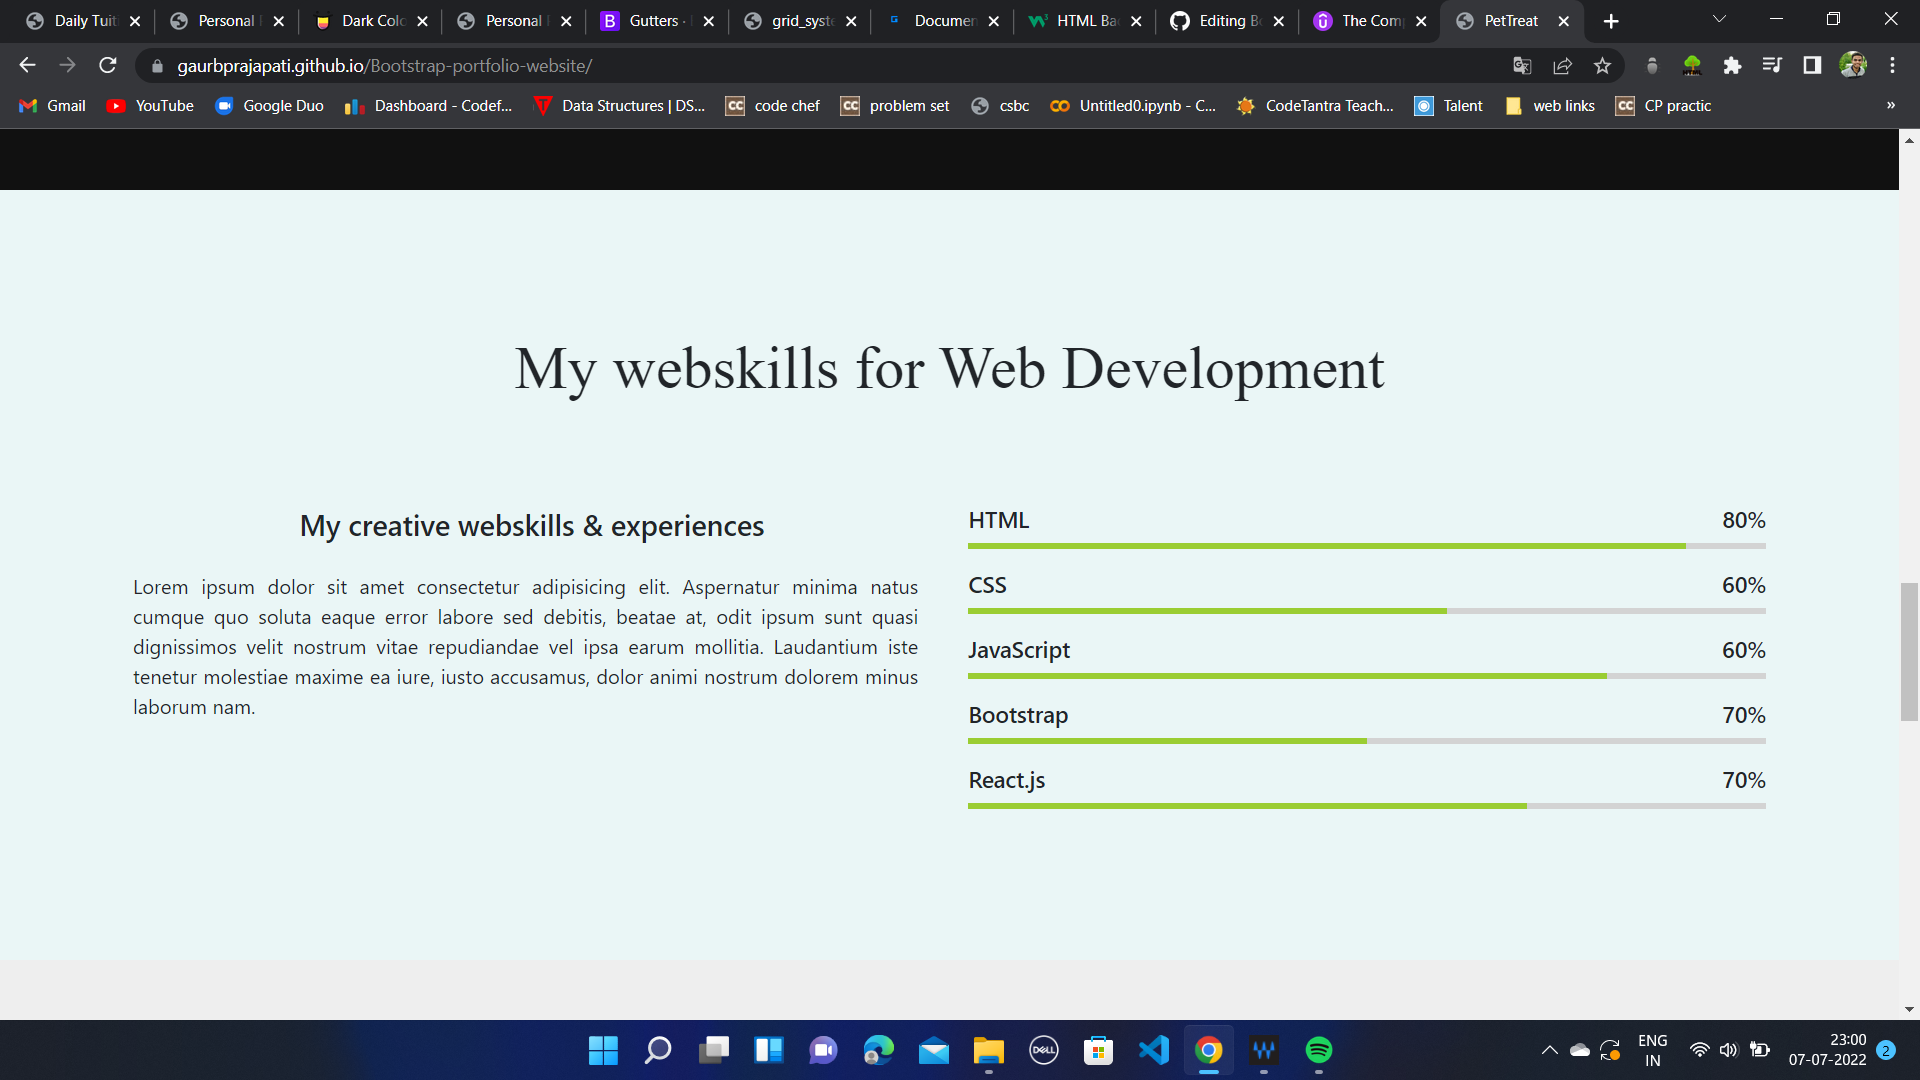 Daily Tuit
Personal
Dark Colo
Personal
Gutters ·
grid_syste
Documen
HTML Ba
Editing Bo
The Comp
PetTreat
gaurbprajapati.github.io/Bootstrap-portfolio-website/
Gmail
YouTube
Google Duo
Dashboard - Codef...
Data Structures | DS...
code chef
problem set
csbc
Untitled0.ipynb - C...
CodeTantra Teach...
Talent
web links
CP practic
»
My webskills for Web Development
My creative webskills & experiences
Lorem ipsum dolor sit amet consectetur adipisicing elit. Aspernatur minima natus
cumque quo soluta eaque error labore sed debitis, beatae at, odit ipsum sunt quasi
dignissimos velit nostrum vitae repudiandae vel ipsa earum mollitia. Laudantium iste
tenetur molestiae maxime ea iure, iusto accusamus, dolor animi nostrum dolorem minus
laborum nam.
HTML 80%
CSS 60%
JavaScript 60%
Bootstrap 70%
React.js 70%
DELL
ENG
IN
23:00
07-07-2022
2